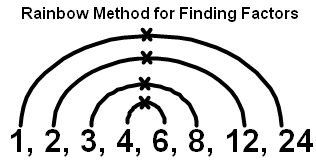 Rainbow Method for Finding Factors
1, 2, 3, 4, 6, 8, 12, 24